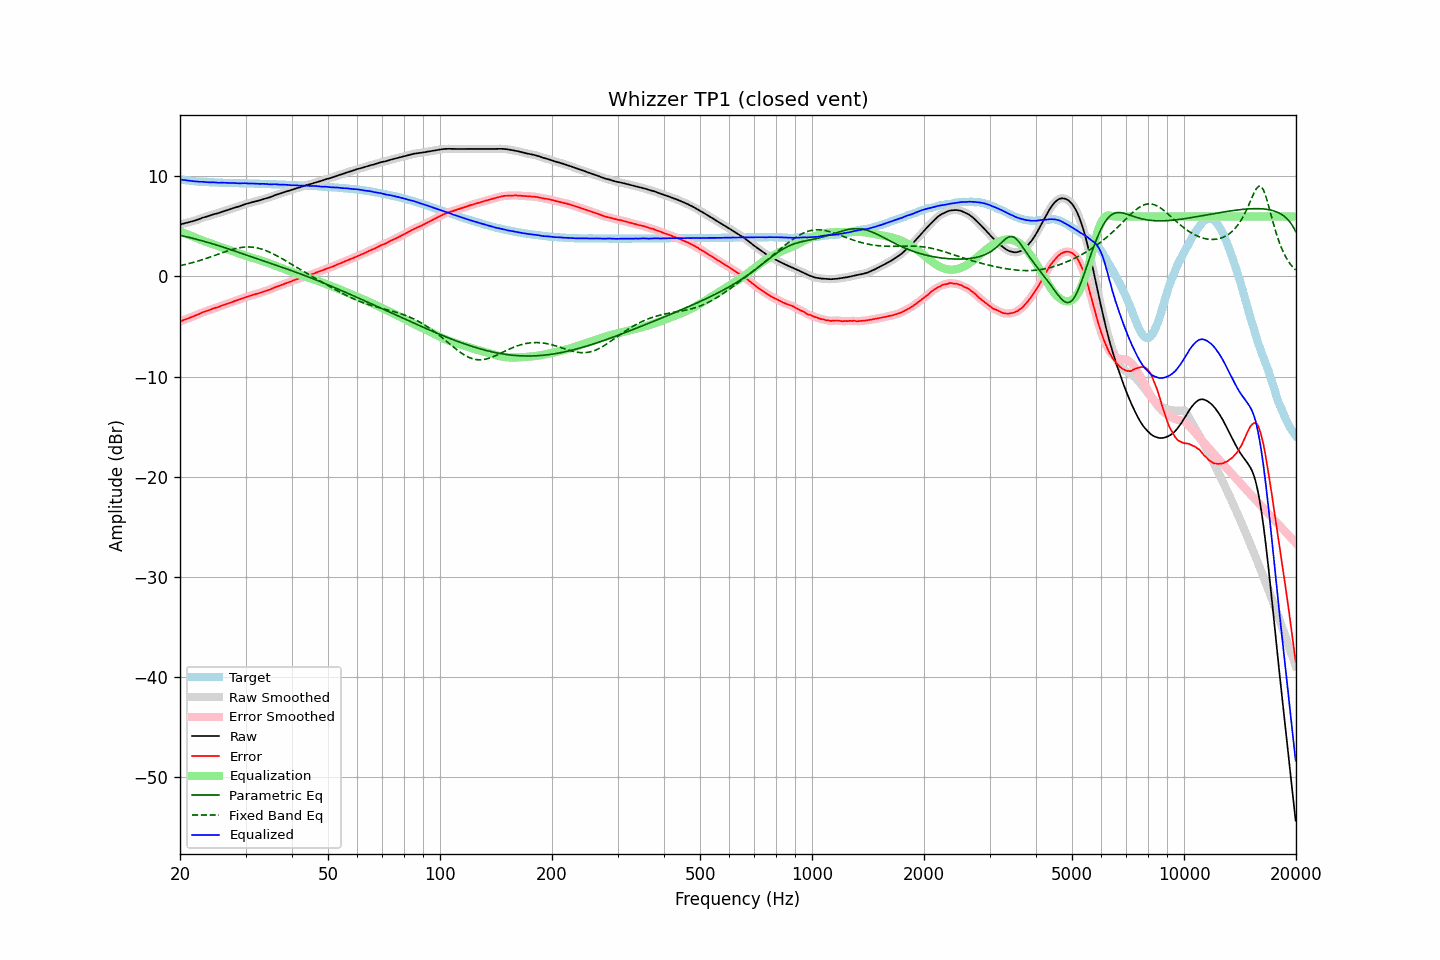 Whizzer TP1 (closed vent)
Amplitude (dBr)
10
0
−10
−20
−30
−40
−50
Target
Raw Smoothed
Error Smoothed
Raw
Error
Equalization
Parametric Eq
Fixed Band Eq
Equalized
20 50 100 200 500 1000 2000 5000 10000 20000
Frequency (Hz)